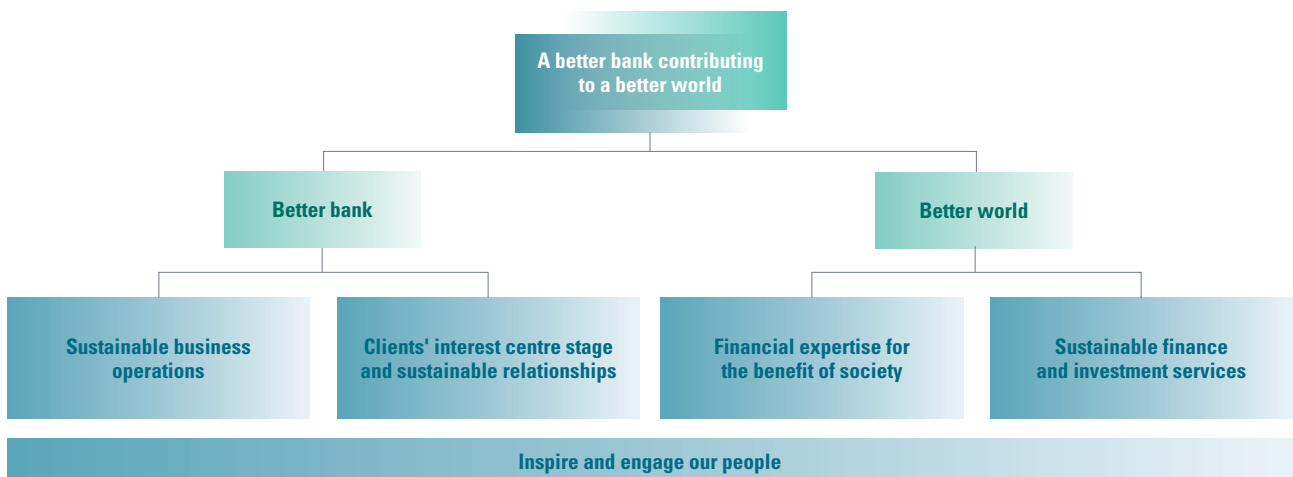 A better bank contributing
to a better world
Better bank
Better world
Sustainable business
operations
Clients' interest centre stage
and sustainable relationships
Financial expertise for
the benefit of society
Sustainable finance
and investment services
Inspire and engage our people